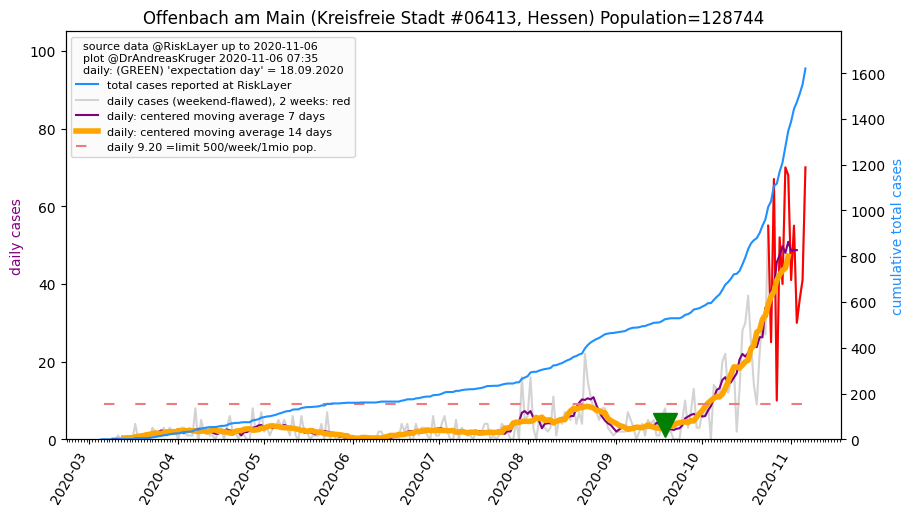 Offenbach am Main (Kreisfreie Stadt #06413, Hessen) Population=128744
source data @RiskLayer up to 2020-11-06
plot @DrAndreasKruger 2020-11-06 07:35
daily: (GREEN) 'expectation day' = 18.09.2020
total cases reported at RiskLayer
daily cases (weekend-flawed), 2 weeks: red
daily: centered moving average 7 days
daily: centered moving average 14 days
daily 9.20 =limit 500/week/1mio pop.
daily cases
100
80
60
40
20
0
cumulative total cases
1600
1400
1200
1000
800
600
400
200
0
2020-03
2020-04
2020-05
2020-06
2020-07
2020-08
2020-09
2020-10
2020-11